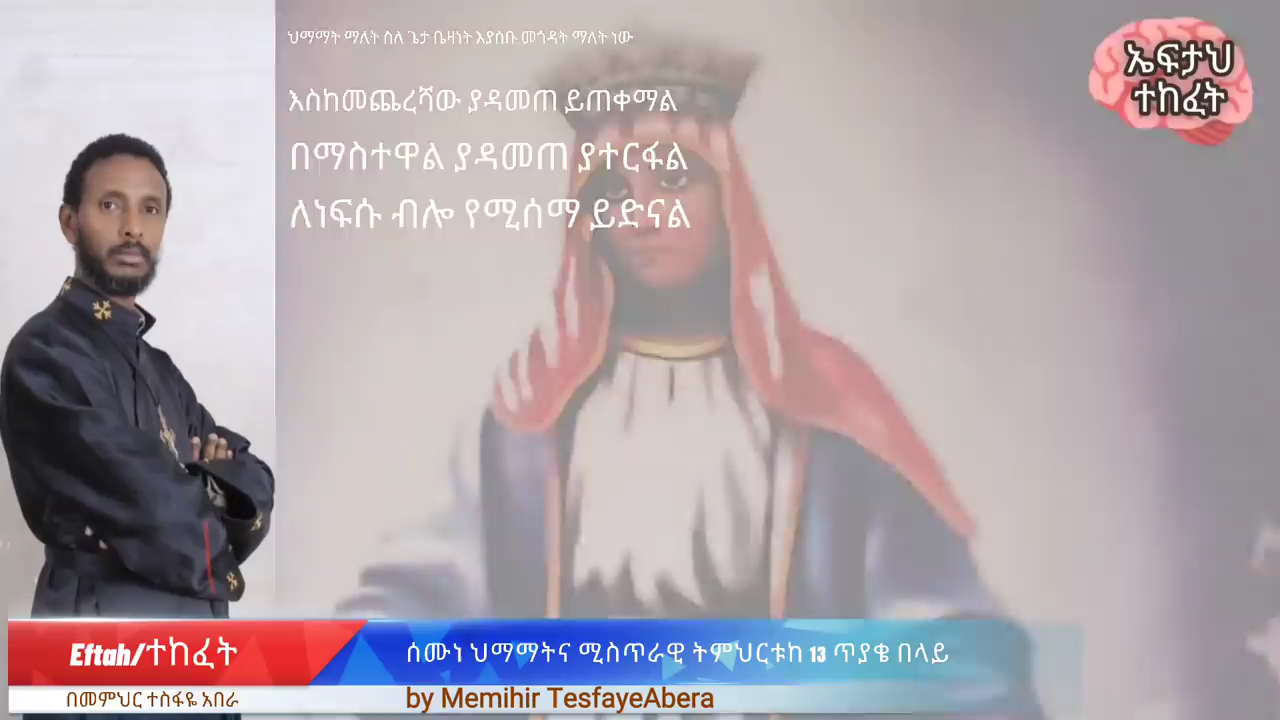 ህማማት ማለት ስለ ጌታ ቤዛነት እያሰቡ መጎዳት ማለት ነው
እስከመጨረሻው ያዳመጠ ይጠቀማል
በማስተዋል ያዳመጠ ያተርፋል
ለነፍሱ ብሎ የሚሰማ ይድናል
ኤፍታህ
ተከፈት
Eftah/ተከፈት
ሰሙነ ህማማትና ሚስጥራዊ ትምህርቱከ 13 ጥያቄ በላይ
በመምህር ተስፋዬ አበራ
by Memihir TesfayeAbera